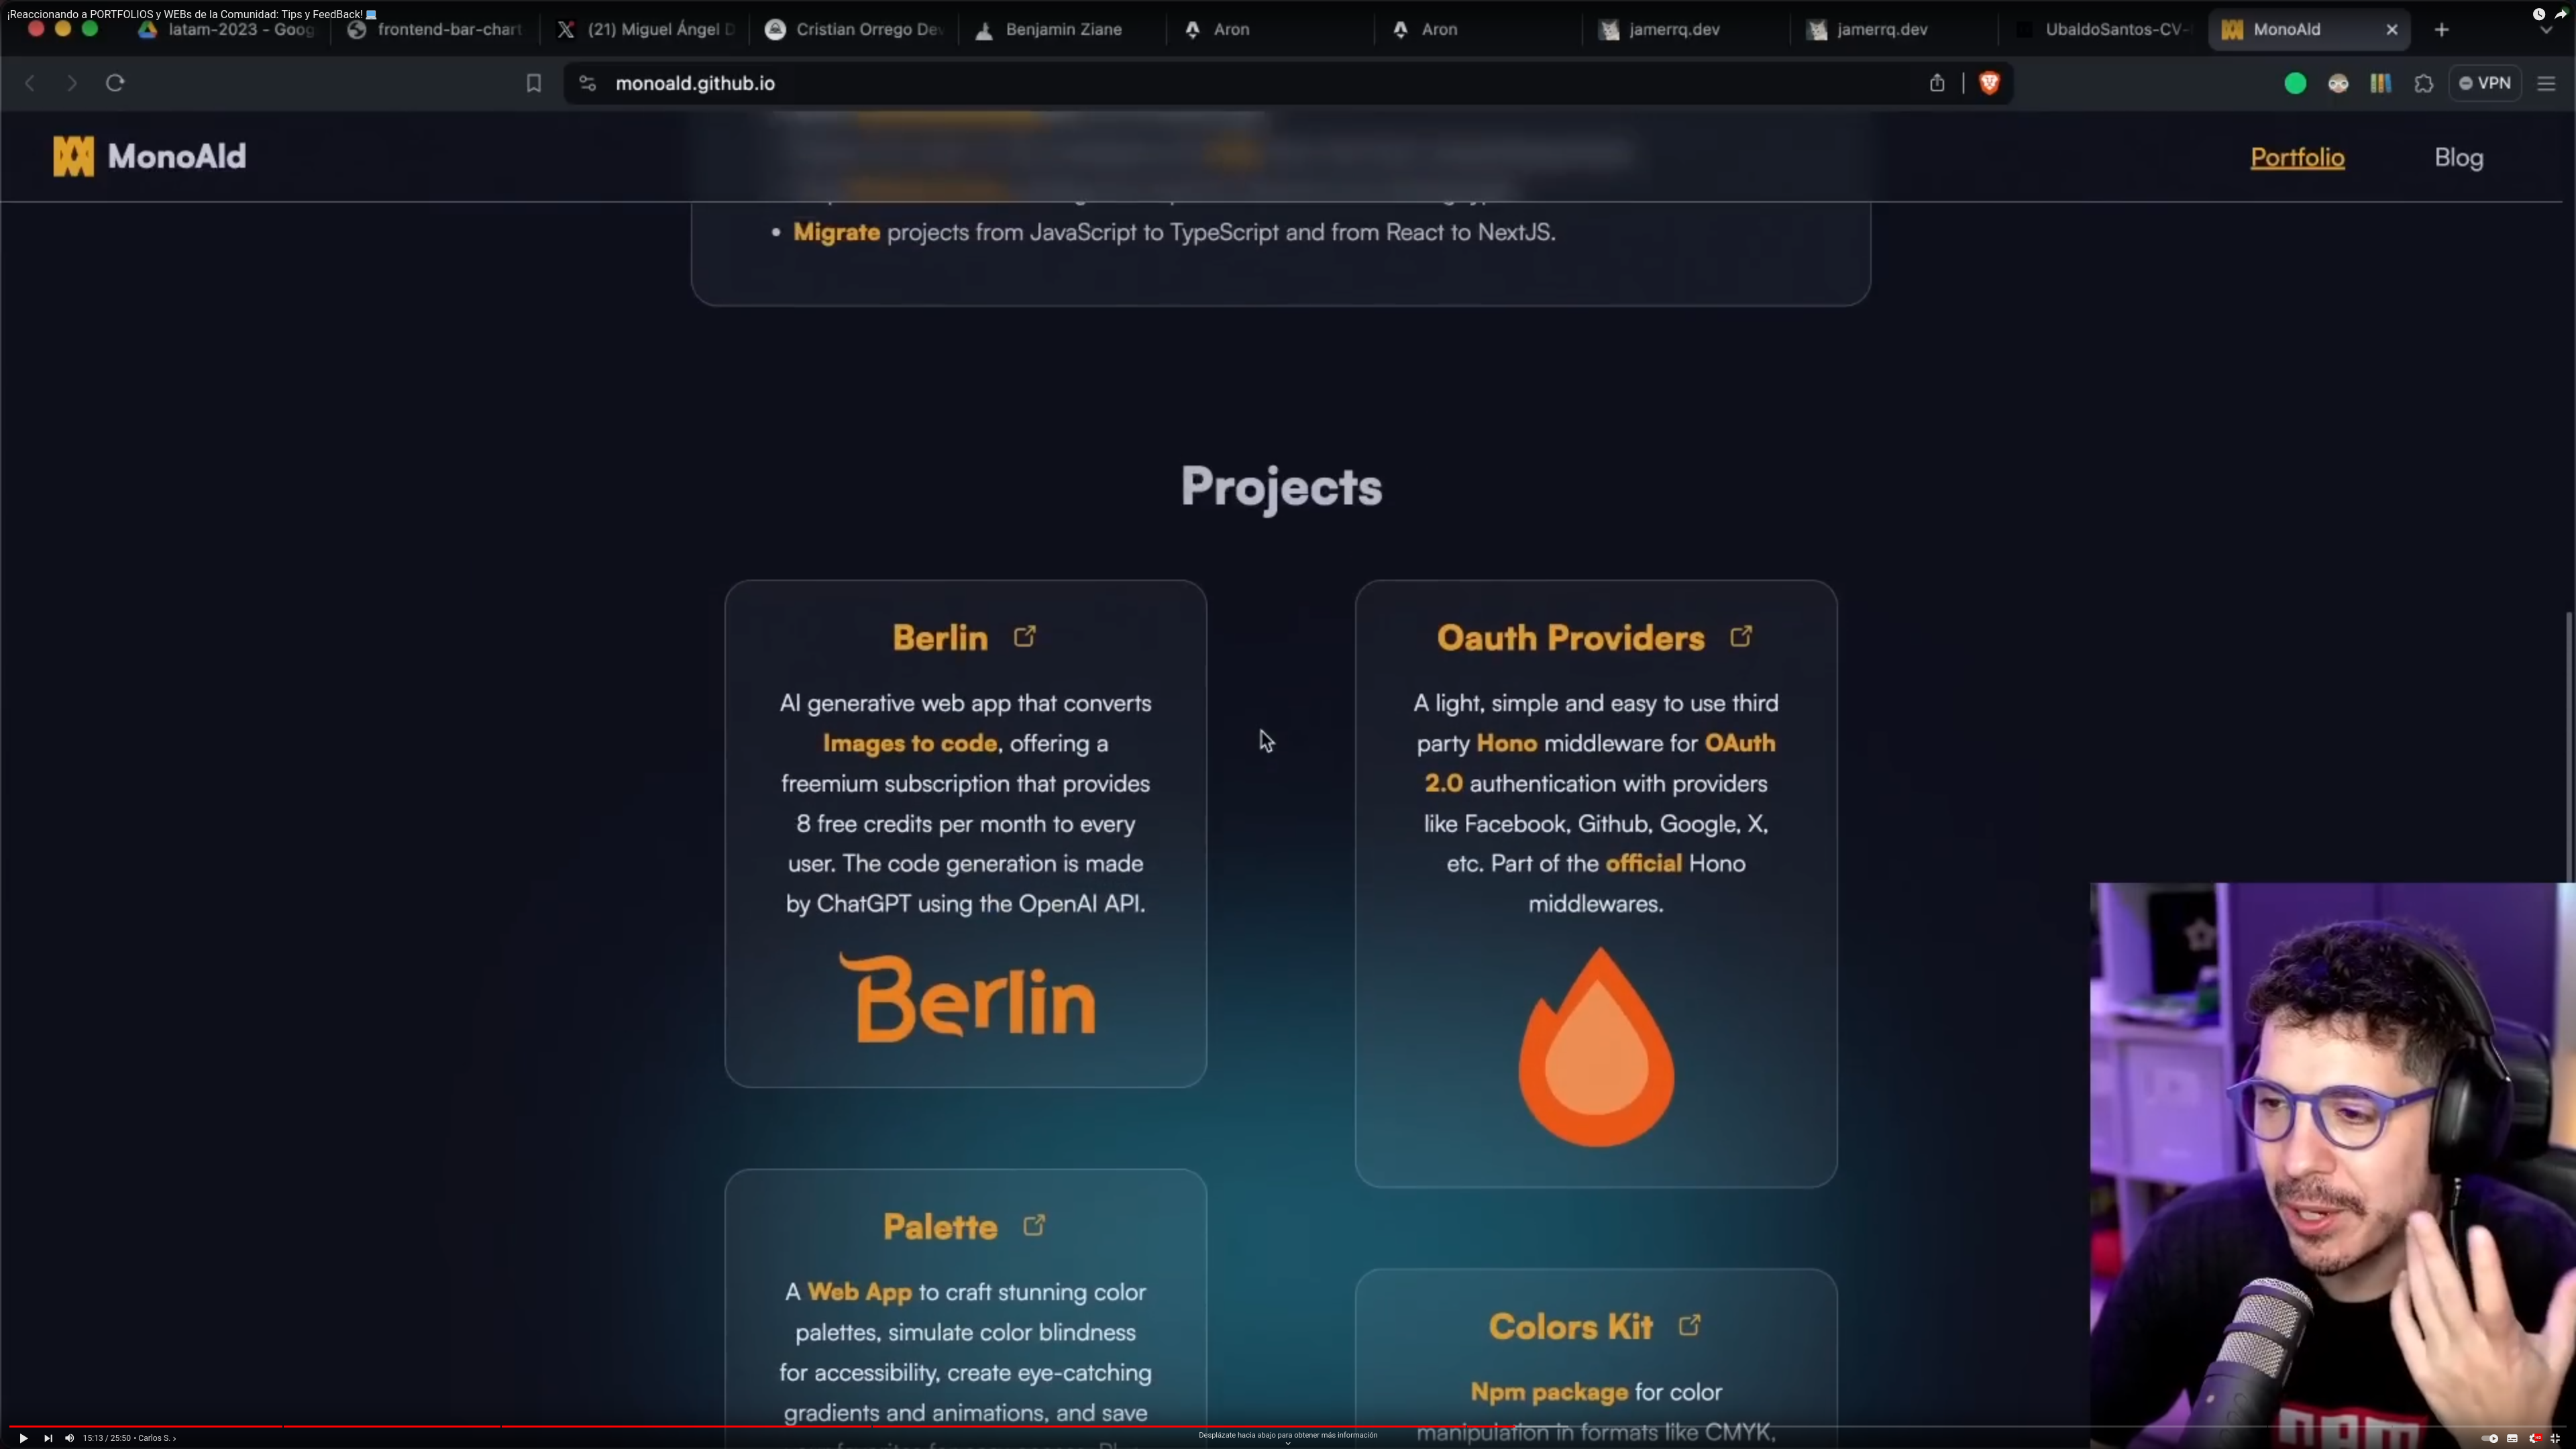 ¡Reaccionando a PORTFOLIOS y WEBs de la Comunidad: Tips y FeedBack!
latam-2023 - Goog
frontend-bar-chart
(21) Miguel Ángel D
Cristian Orrego Dev
Benjamin Ziane
Aron
Aron
jamerrq.dev
jamerrq.dev
UbaldoSantos-CV-
MonoAld
monoald.github.io
VPN
MonoAld
Portfolio
Blog
• Migrate projects from JavaScript to TypeScript and from React to NextJS.
Projects
Berlin
AI generative web app that converts
Images to code, offering a
freemium subscription that provides
8 free credits per month to every
user. The code generation is made
by ChatGPT using the OpenAI API.
Berlin
Oauth Providers
A light, simple and easy to use third
party Hono middleware for OAuth
2.0 authentication with providers
like Facebook, Github, Google, X,
etc. Part of the official Hono
middlewares.
Palette
A Web App to craft stunning color
palettes, simulate color blindness
for accessibility, create eye-catching
gradients and animations, and save
Colors Kit
Npm package for color
manipulation in formats like CMYK,
15:13 / 25:50 • Carlos S. ›
Desplázate hacia abajo para obtener más información